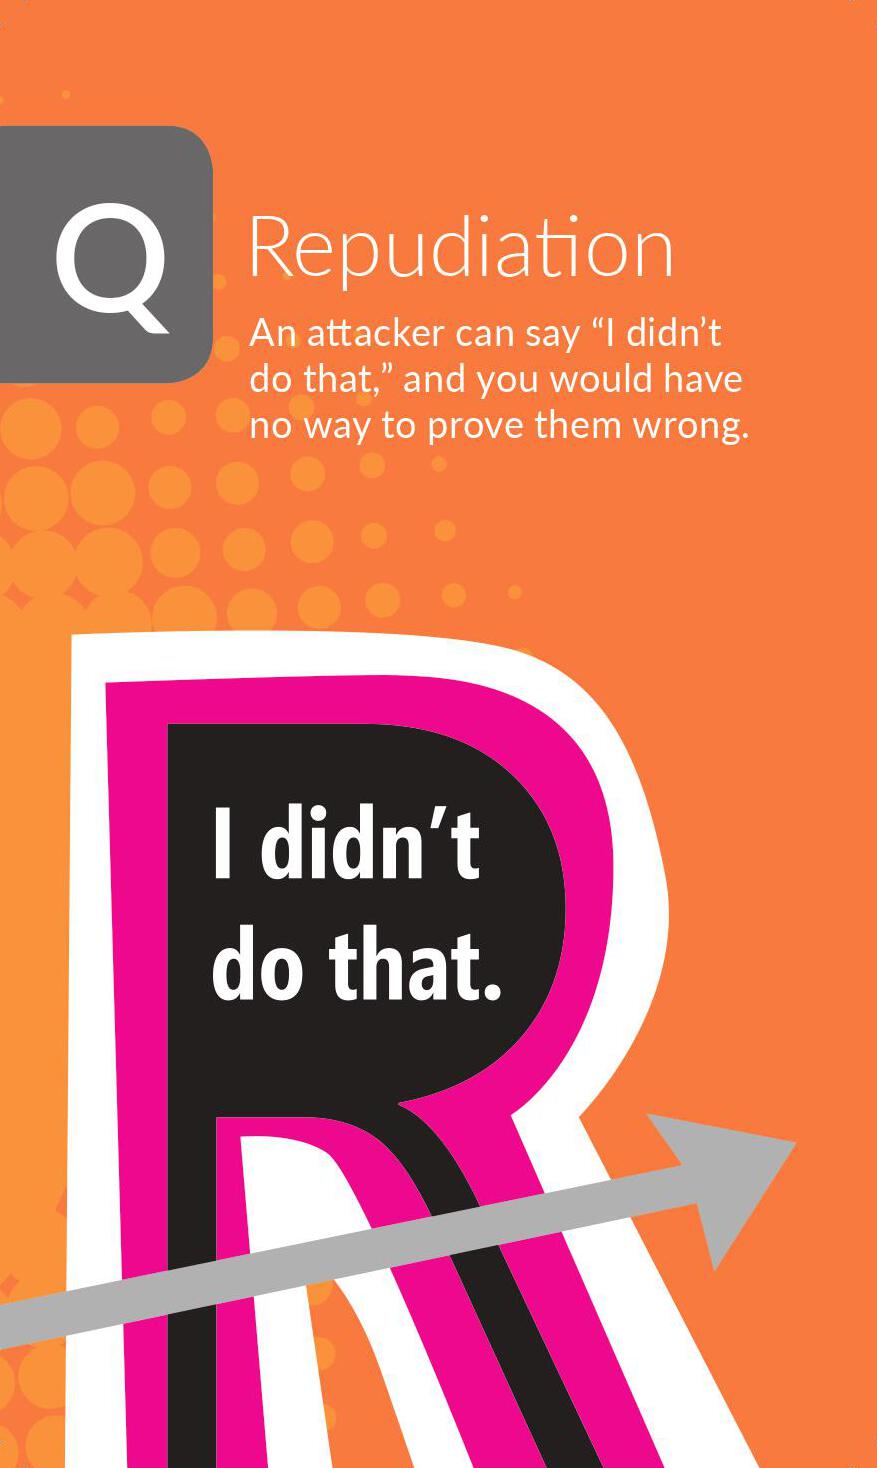 Q
Repudiation
An attacker can say “I didn’t
do that,” and you would have
no way to prove them wrong.
R
I didn’t
do that.